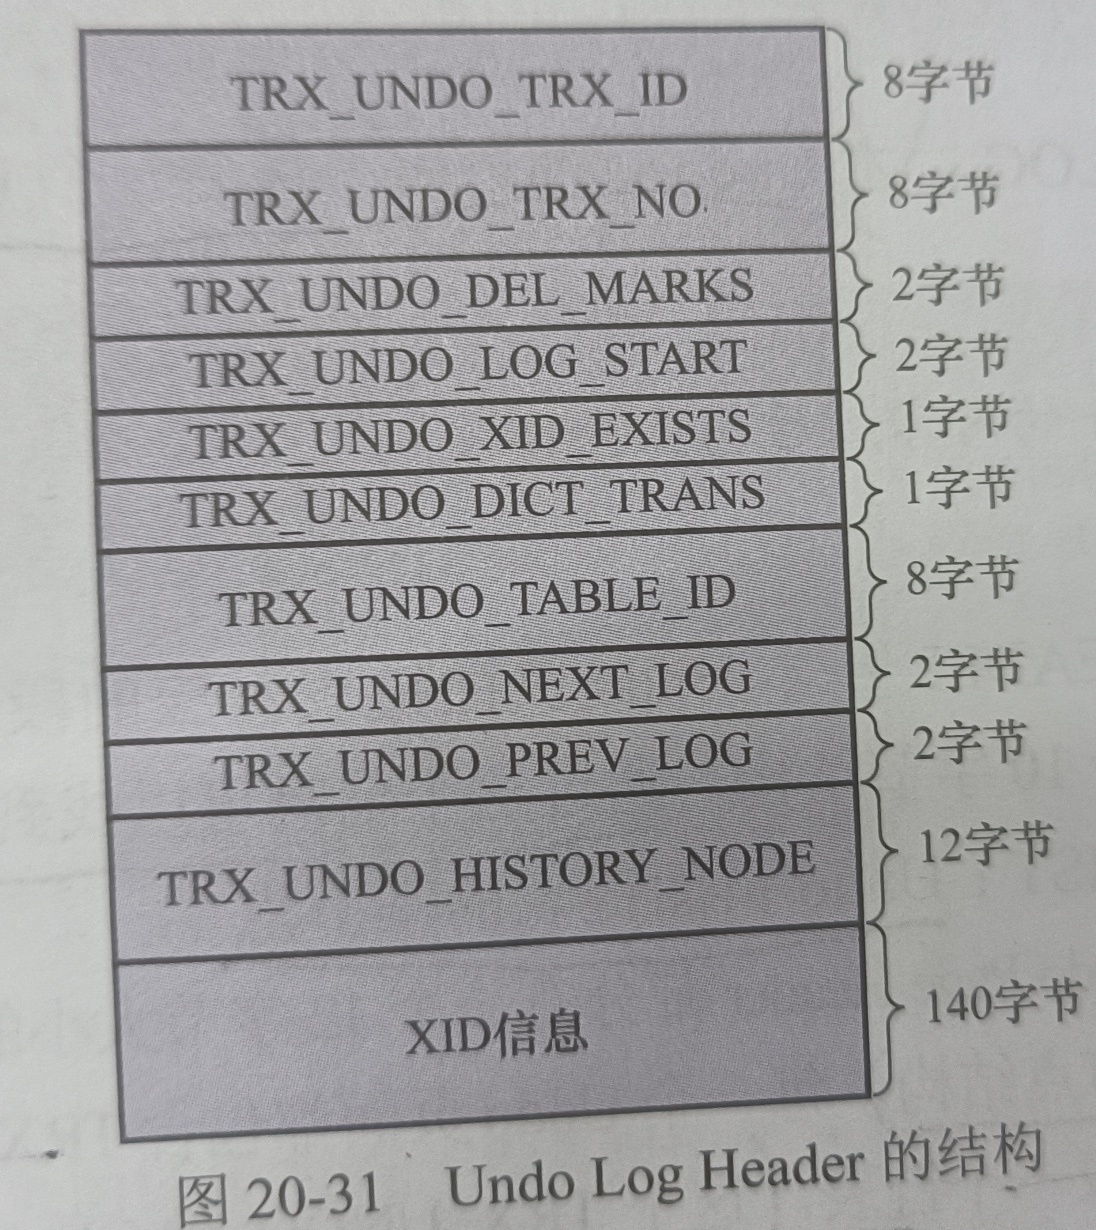 TRX_UNDO_TRX_ID 8字节
TRX_UNDO_TRX_NO 8字节
TRX_UNDO_DEL_MARKS 2字节
TRX_UNDO_LOG_START 2字节
TRX_UNDO_XID_EXISTS 1字节
TRX_UNDO_DICT_TRANS 1字节
TRX_UNDO_TABLE_ID 8字节
TRX_UNDO_NEXT_LOG 2字节
TRX_UNDO_PREV_LOG 2字节
TRX_UNDO_HISTORY_NODE 12字节
XID信息 140字节
图 20-31 Undo Log Header 的结构